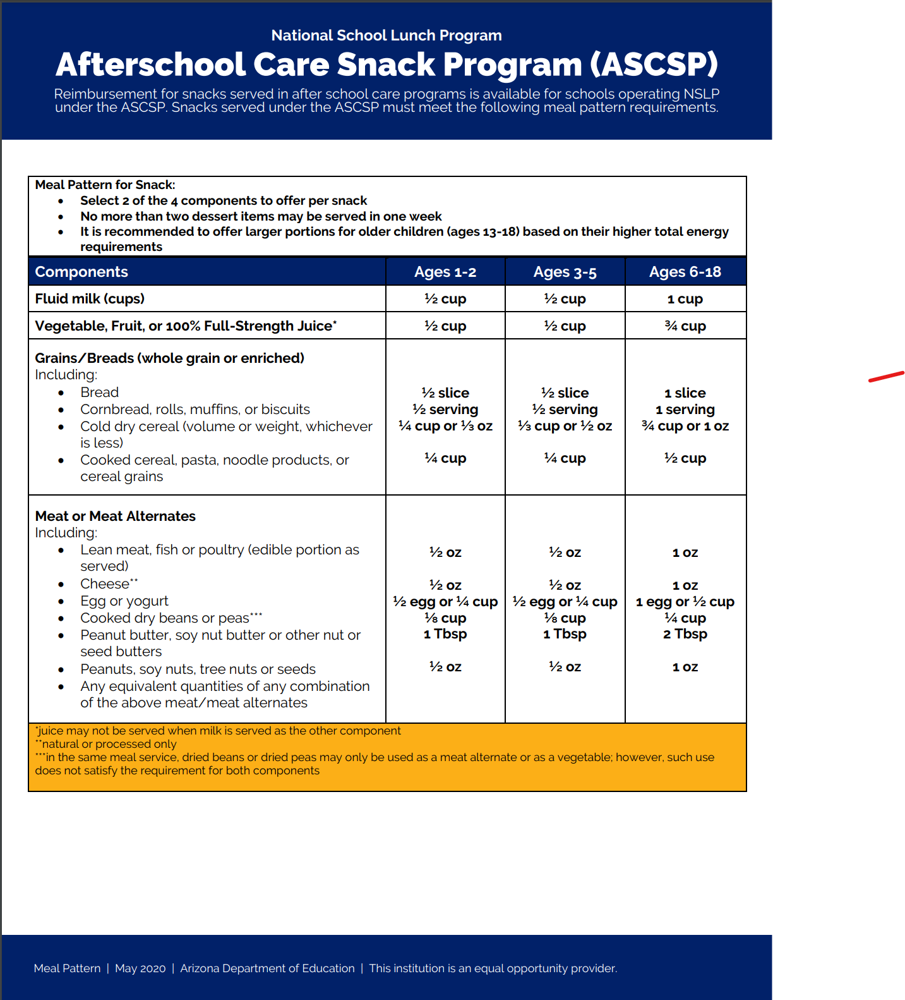 National School Lunch Program
Afterschool Care Snack Program (ASCSP)
Reimbursement for snacks served in after school care programs is available for schools operating NSLP
under the ASCSP. Snacks served under the ASCSP must meet the following meal pattern requirements.
Meal Pattern for Snack:
• Select 2 of the 4 components to offer per snack
• No more than two dessert items may be served in one week
• It is recommended to offer larger portions for older children (ages 13-18) based on their higher total energy
requirements
Components Ages 1-2 Ages 3-5 Ages 6-18
Fluid milk (cups) ½ cup ½ cup 1 cup
Vegetable, Fruit, or 100% Full-Strength Juice* ½ cup ½ cup ¾ cup
Grains/Breads (whole grain or enriched)
Including:
• Bread ½ slice ½ slice 1 slice
• Cornbread, rolls, muffins, or biscuits ½ serving ½ serving 1 serving
• Cold dry cereal (volume or weight, whichever ¼ cup or ⅓ oz ⅓ cup or ½ oz ¾ cup or 1 oz
is less)
• Cooked cereal, pasta, noodle products, or ¼ cup ¼ cup ½ cup
cereal grains
Meat or Meat Alternates
Including:
• Lean meat, fish or poultry (edible portion as ½ oz ½ oz 1 oz
served)
• Cheese** ½ oz ½ oz 1 oz
• Egg or yogurt ½ egg or ¼ cup ½ egg or ¼ cup 1 egg or ½ cup
• Cooked dry beans or peas*** ⅛ cup ⅛ cup ¼ cup
• Peanut butter, soy nut butter or other nut or 1 Tbsp 1 Tbsp 2 Tbsp
seed butters
• Peanuts, soy nuts, tree nuts or seeds ½ oz ½ oz 1 oz
• Any equivalent quantities of any combination
of the above meat/meat alternates
*juice may not be served when milk is served as the other component
**natural or processed only
***in the same meal service, dried beans or dried peas may only be used as a meat alternate or as a vegetable; however, such use
does not satisfy the requirement for both components
Meal Pattern | May 2020 | Arizona Department of Education | This institution is an equal opportunity provider.